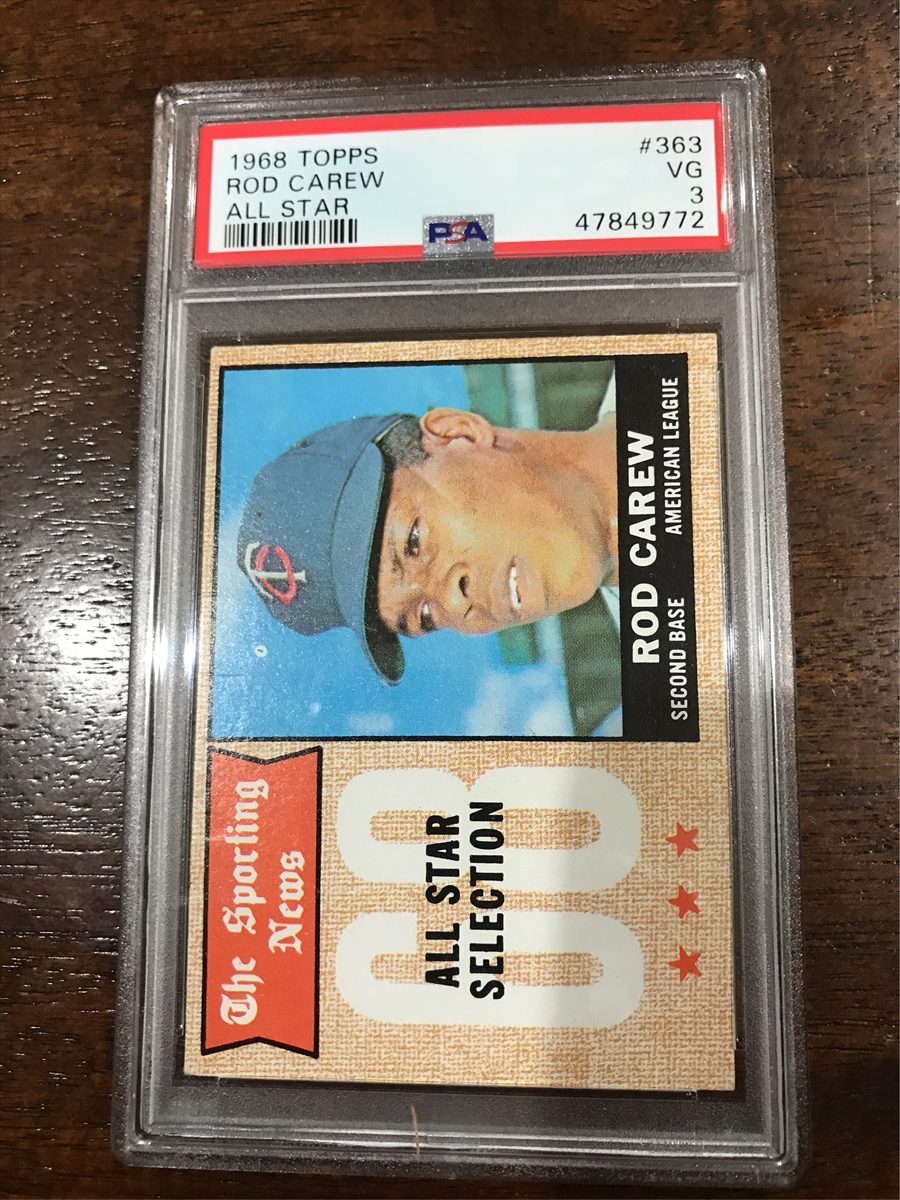 1968 TOPPS
ROD CAREW
ALL STAR
#363
VG
3
47849772
PSA
The Sporting
News
68
ALL STAR
SELECTION
TC
ROD CAREW
SECOND BASE AMERICAN LEAGUE